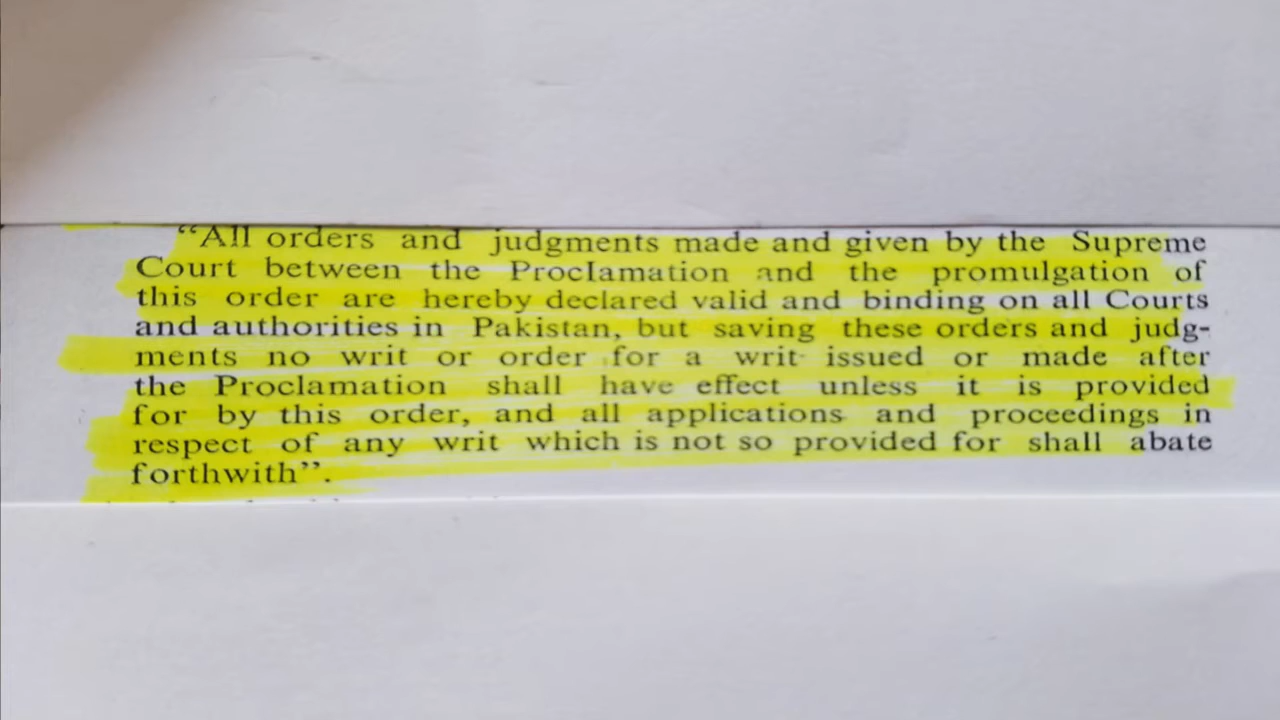 “All orders and judgments made and given by the Supreme
Court between the Proclamation and the promulgation of
this order are hereby declared valid and binding on all Courts
and authorities in Pakistan, but saving these orders and judg-
ments no writ or order for a writ issued or made after
the Proclamation shall have effect unless it is provided
for by this order, and all applications and proceedings in
respect of any writ which is not so provided for shall abate
forthwith”.